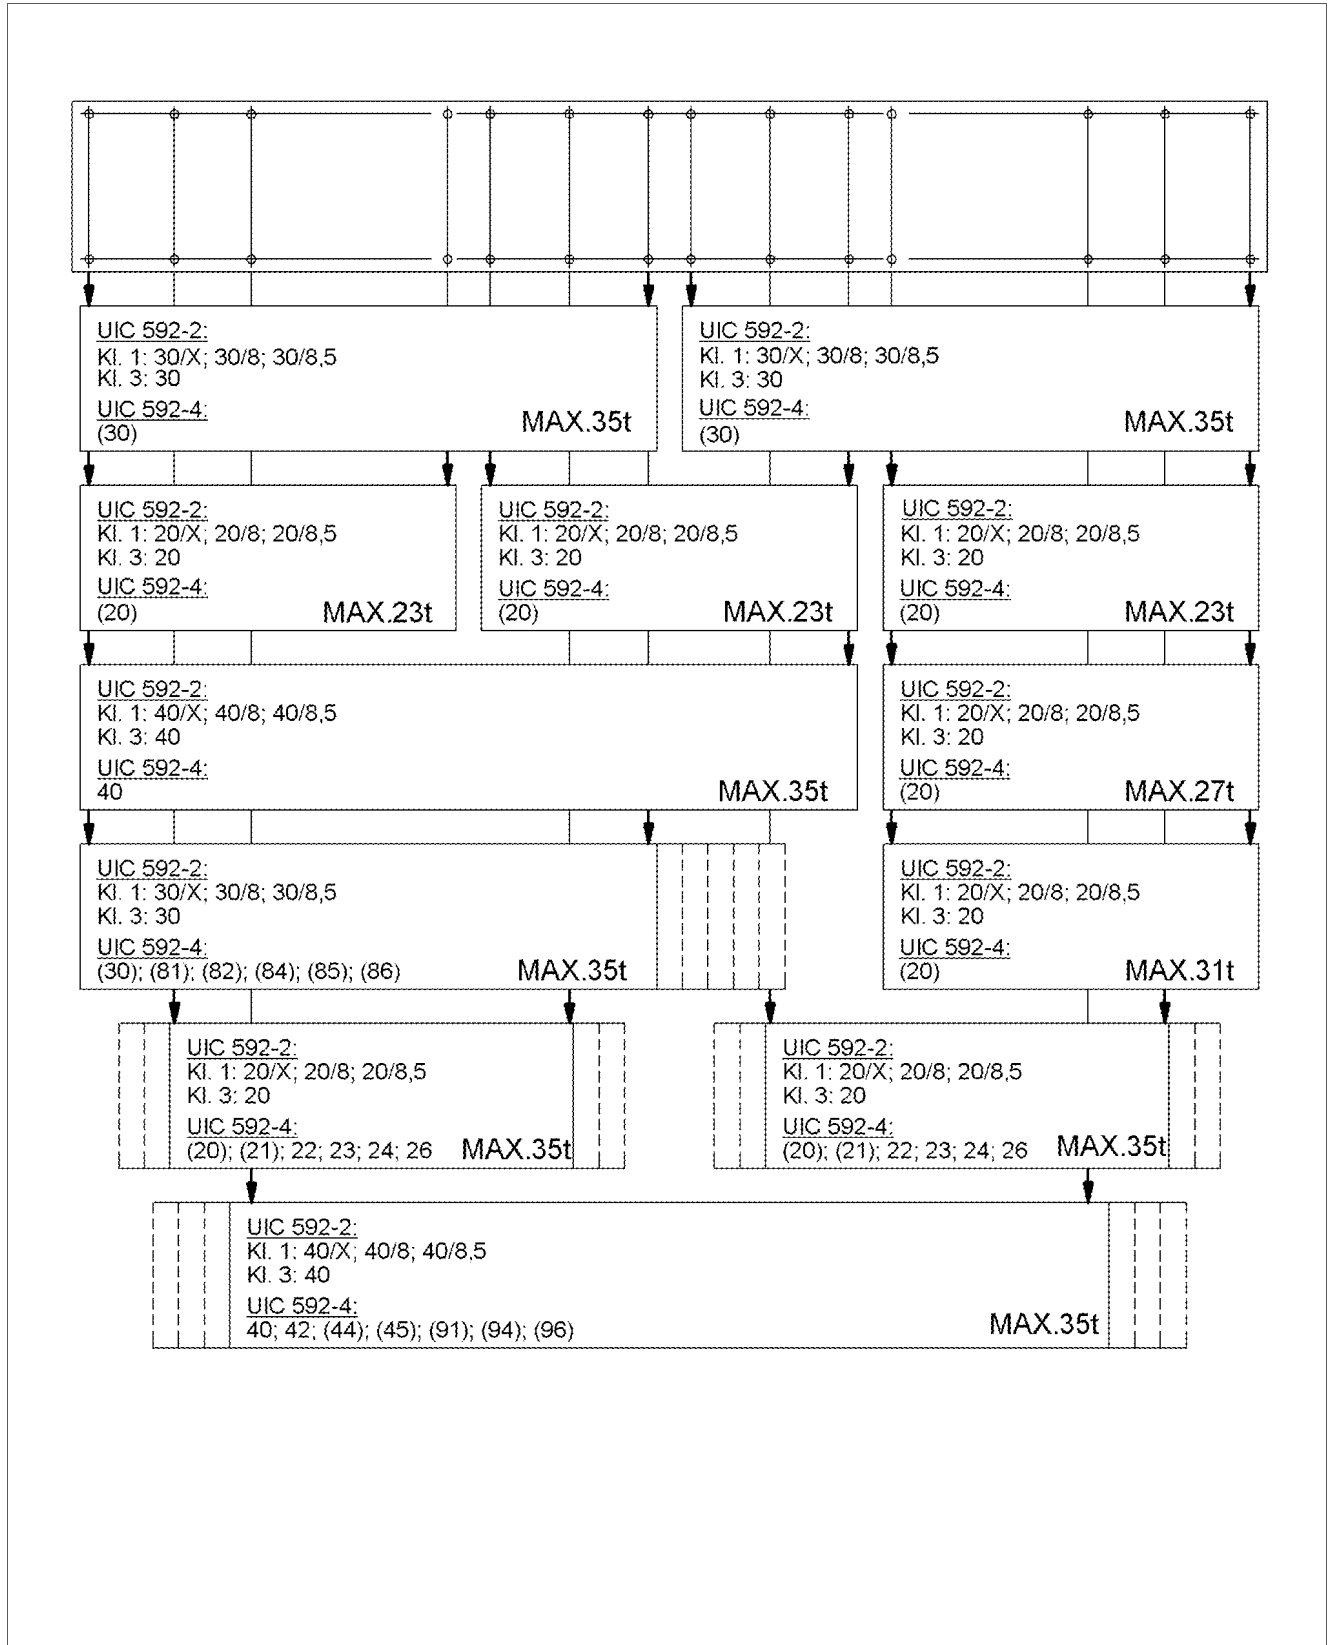 UIC 592-2:
Kl. 1: 30/X; 30/8; 30/8,5
Kl. 3: 30
UIC 592-4:
(30)
MAX.35t
UIC 592-2:
Kl. 1: 30/X; 30/8; 30/8,5
Kl. 3: 30
UIC 592-4:
(30)
MAX.35t
UIC 592-2:
Kl. 1: 20/X; 20/8; 20/8,5
Kl. 3: 20
UIC 592-4:
(20)
MAX.23t
UIC 592-2:
Kl. 1: 20/X; 20/8; 20/8,5
Kl. 3: 20
UIC 592-4:
(20)
MAX.23t
UIC 592-2:
Kl. 1: 20/X; 20/8; 20/8,5
Kl. 3: 20
UIC 592-4:
(20)
MAX.23t
UIC 592-2:
Kl. 1: 40/X; 40/8; 40/8,5
Kl. 3: 40
UIC 592-4:
40
MAX.35t
UIC 592-2:
Kl. 1: 20/X; 20/8; 20/8,5
Kl. 3: 20
UIC 592-4:
(20)
MAX.27t
UIC 592-2:
Kl. 1: 30/X; 30/8; 30/8,5
Kl. 3: 30
UIC 592-4:
(30); (81); (82); (84); (85); (86)
MAX.35t
UIC 592-2:
Kl. 1: 20/X; 20/8; 20/8,5
Kl. 3: 20
UIC 592-4:
(20)
MAX.31t
UIC 592-2:
Kl. 1: 20/X; 20/8; 20/8,5
Kl. 3: 20
UIC 592-4:
(20); (21); 22; 23; 24; 26
MAX.35t
UIC 592-2:
Kl. 1: 20/X; 20/8; 20/8,5
Kl. 3: 20
UIC 592-4:
(20); (21); 22; 23; 24; 26
MAX.35t
UIC 592-2:
Kl. 1: 40/X; 40/8; 40/8,5
Kl. 3: 40
UIC 592-4:
40; 42; (44); (45); (91); (94); (96)
MAX.35t